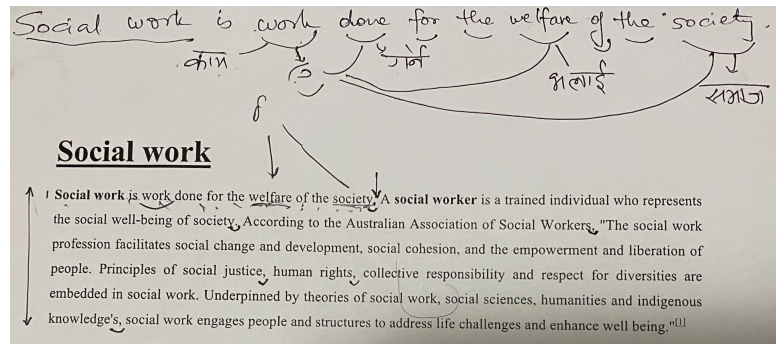 Social work is work done for the welfare of the society.
काम
भलाई
समाज
Social work
Social work is work done for the welfare of the society. A social worker is a trained individual who represents
the social well-being of society. According to the Australian Association of Social Workers, "The social work
profession facilitates social change and development, social cohesion, and the empowerment and liberation of
people. Principles of social justice, human rights, collective responsibility and respect for diversities are
embedded in social work. Underpinned by theories of social work, social sciences, humanities and indigenous
knowledge's, social work engages people and structures to address life challenges and enhance well being."[1]